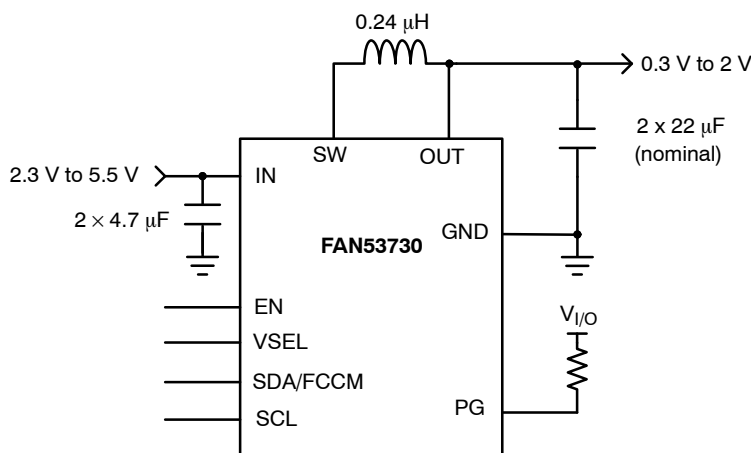 0.24 μH
0.3 V to 2 V
SW
OUT
2 x 22 μF
(nominal)
2.3 V to 5.5 V
IN
2 × 4.7 μF
GND
FAN53730
EN
VSEL
SDA/FCCM
SCL
VI/O
PG